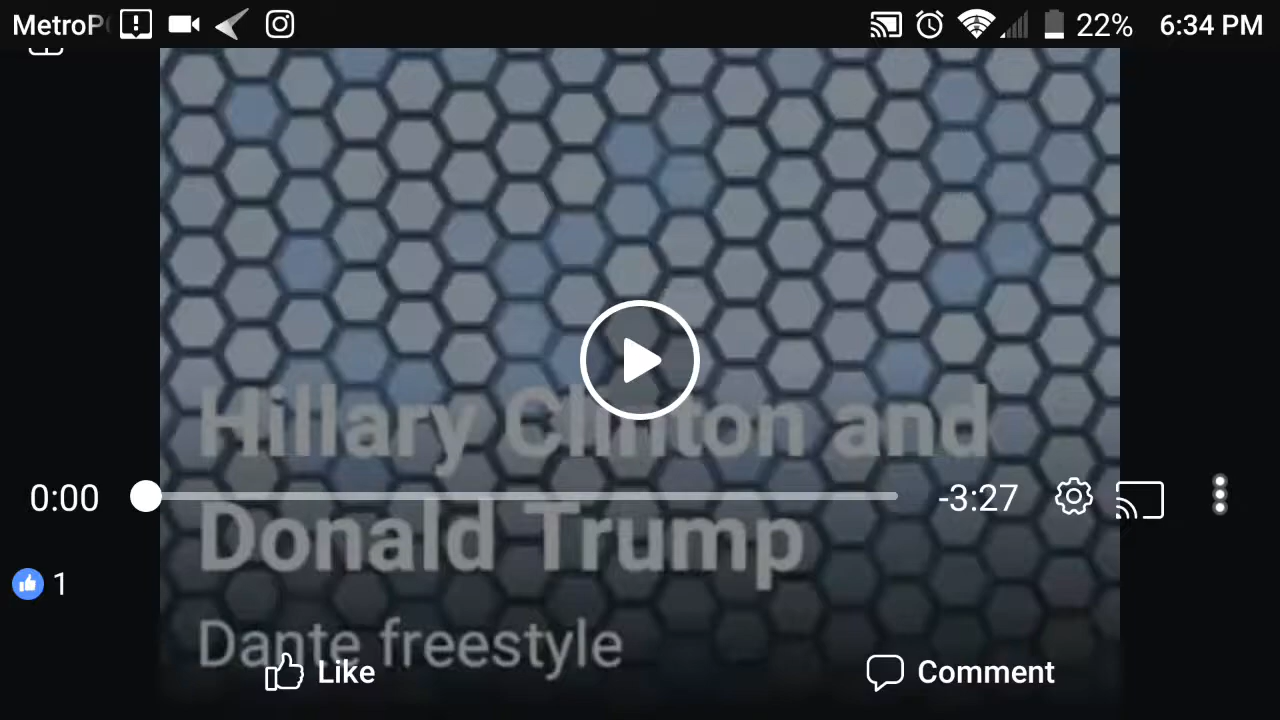 MetroP
22% 6:34 PM
Hillary Clinton and
0:00 -3:27
Donald Trump
1
Dante freestyle
Like Comment